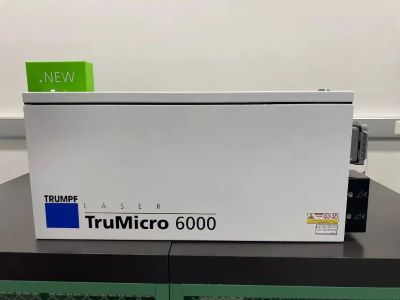 .NEW
TRUMPF
LASER
TruMicro 6000